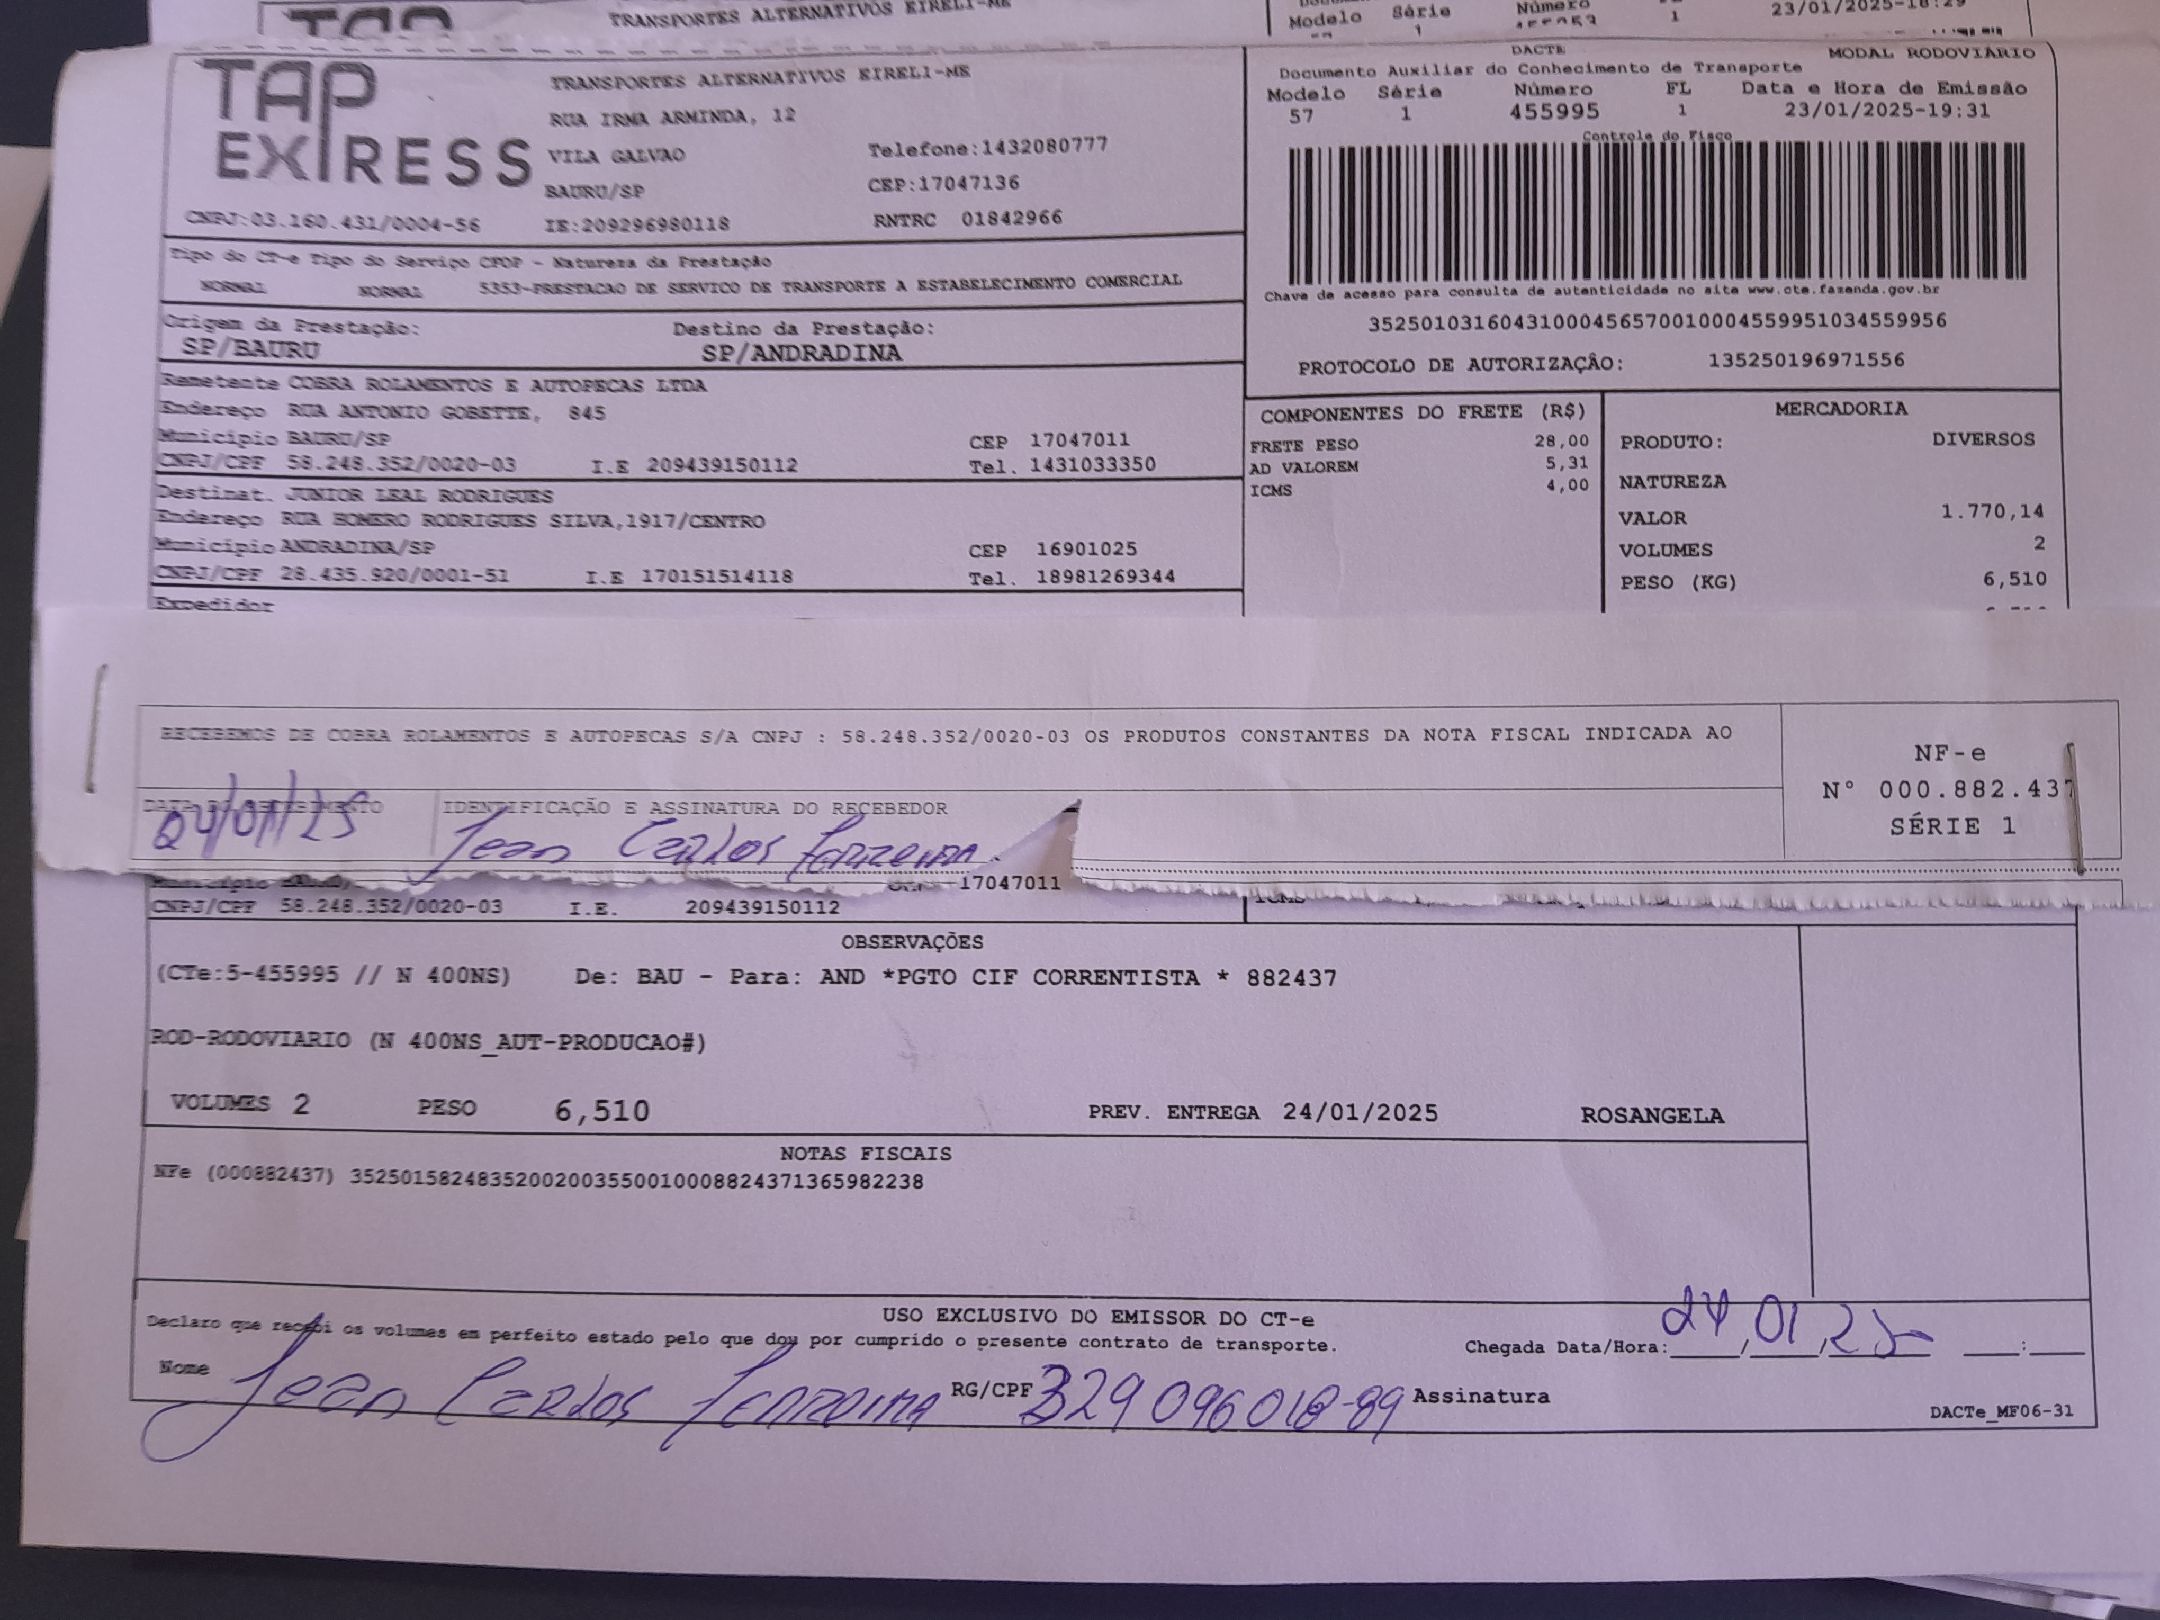 TRANSPORTES ALTERNATIVOS EIRELI-ME
Modelo Série Número
1 1 23/01/2025-18:29
TAP EXPRESS
TRANSPORTES ALTERNATIVOS EIRELI-ME
RUA IRMA ARMINDA, 12
VILA GALVAO Telefone:1432080777
BAURU/SP CEP:17047136
CNPJ:03.160.431/0004-56 IE:209296980118 RNTRC 01842966
DACTE MODAL RODOVIÁRIO
Documento Auxiliar do Conhecimento de Transporte
Modelo Série Número FL Data e Hora de Emissão
57 1 455995 1 23/01/2025-19:31
Controle do Fisco
Chave de acesso para consulta de autenticidade no site www.cte.fazenda.gov.br
35250103160431000456570010004559951034559956
PROTOCOLO DE AUTORIZAÇÂO: 135250196971556
Tipo do CT-e Tipo do Serviço CFOP - Natureza da Prestação
NORMAL NORMAL 5353-PRESTACAO DE SERVICO DE TRANSPORTE A ESTABELECIMENTO COMERCIAL
Origem da Prestação: Destino da Prestação:
SP/BAURU SP/ANDRADINA
Remetente COBRA ROLAMENTOS E AUTOPECAS LTDA
Endereço RUA ANTONIO GOBETTE, 845
Município BAURU/SP CEP 17047011
CNPJ/CPF 58.248.352/0020-03 I.E 209439150112 Tel. 1431033350
Destinat. JUNIOR LEAL RODRIGUES
Endereço RUA HOMERO RODRIGUES SILVA,1917/CENTRO
Município ANDRADINA/SP CEP 16901025
CNPJ/CPF 28.435.920/0001-51 I.E 170151514118 Tel. 18981269344
Expedidor
COMPONENTES DO FRETE (R$)
FRETE PESO 28,00
AD VALOREM 5,31
ICMS 4,00
MERCADORIA
PRODUTO: DIVERSOS
NATUREZA
VALOR 1.770,14
VOLUMES 2
PESO (KG) 6,510
RECEBEMOS DE COBRA ROLAMENTOS E AUTOPECAS S/A CNPJ : 58.248.352/0020-03 OS PRODUTOS CONSTANTES DA NOTA FISCAL INDICADA AO
NF-e
Nº 000.882.437
SÉRIE 1
DATA DO RECEBIMENTO IDENTIFICAÇÃO E ASSINATURA DO RECEBEDOR
24/01/25 Jean Carlos Ferreira
Município 17047011
CNPJ/CPF 58.248.352/0020-03 I.E. 209439150112
OBSERVAÇÕES
(CTe:5-455995 // N 400NS) De: BAU - Para: AND *PGTO CIF CORRENTISTA * 882437
ROD-RODOVIARIO (N 400NS_AUT-PRODUCAO#)
VOLUMES 2 PESO 6,510 PREV. ENTREGA 24/01/2025 ROSANGELA
NOTAS FISCAIS
NFe (000882437) 35250158248352002003550010008824371365982238
USO EXCLUSIVO DO EMISSOR DO CT-e
Declaro que recebi os volumes em perfeito estado pelo que dou por cumprido o presente contrato de transporte.
Chegada Data/Hora: 24/01/25 __:__
Nome Jean Carlos Ferreira RG/CPF 329096018-89 Assinatura
DACTe_MF06-31